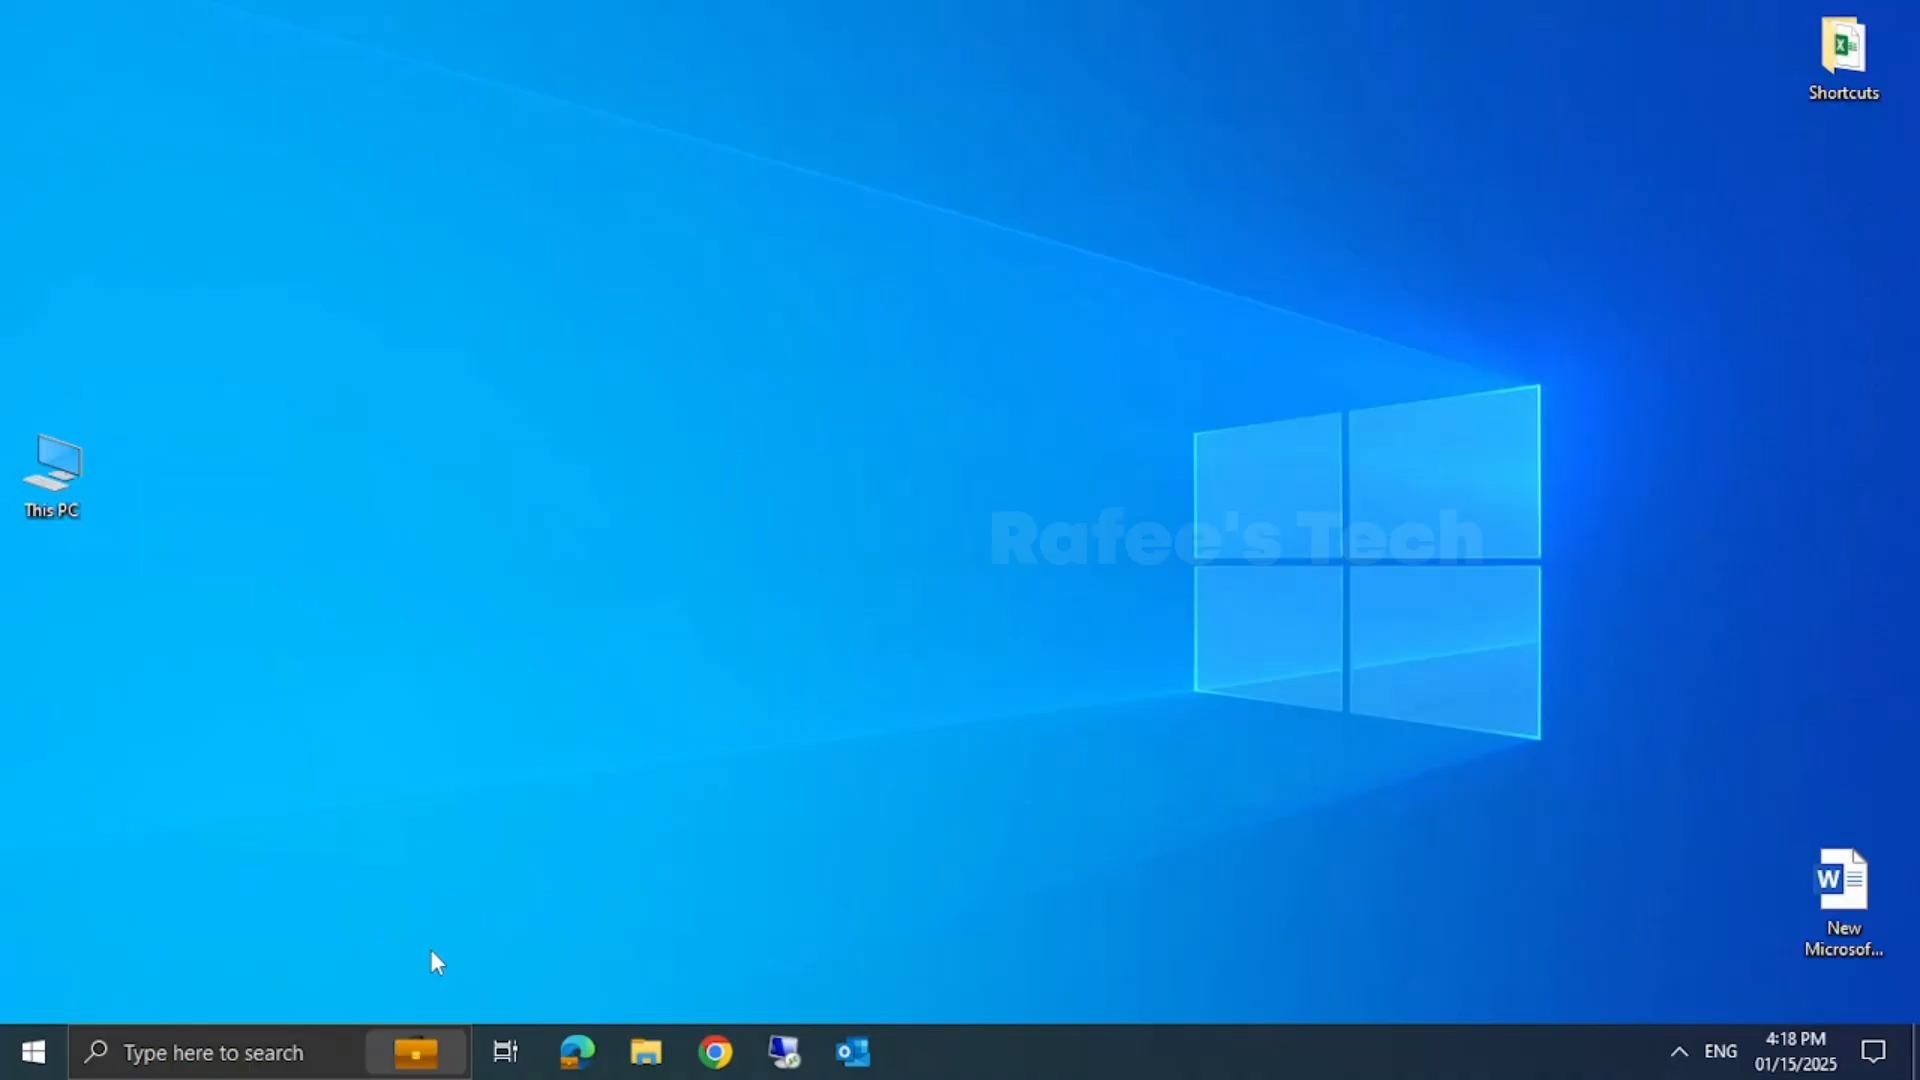 Shortcuts
This PC
Rafee's Tech
New
Microsof...
Type here to search
ENG
4:18 PM
01/15/2025